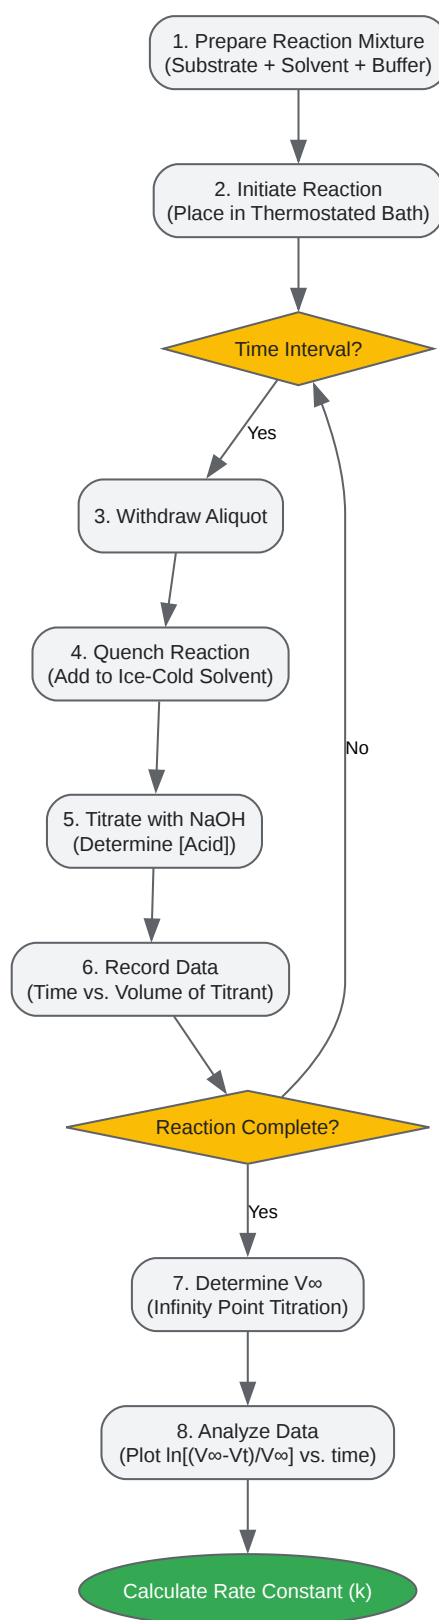 1. Prepare Reaction Mixture
(Substrate + Solvent + Buffer)
2. Initiate Reaction
(Place in Thermostated Bath)
Time Interval?
Yes
3. Withdraw Aliquot
4. Quench Reaction
(Add to Ice-Cold Solvent)
No
5. Titrate with NaOH
(Determine [Acid])
6. Record Data
(Time vs. Volume of Titrant)
Reaction Complete?
Yes
7. Determine V∞
(Infinity Point Titration)
8. Analyze Data
(Plot ln[(V∞-Vt)/V∞] vs. time)
Calculate Rate Constant (k)